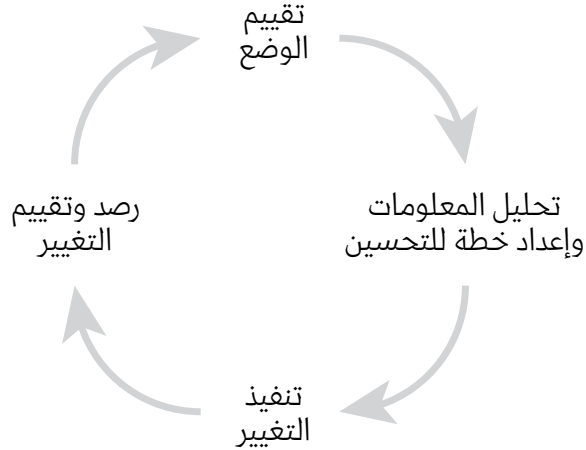 تقييم
الوضع
تحليل المعلومات
وإعداد خطة للتحسين
تنفيذ
التغيير
رصد وتقييم
التغيير